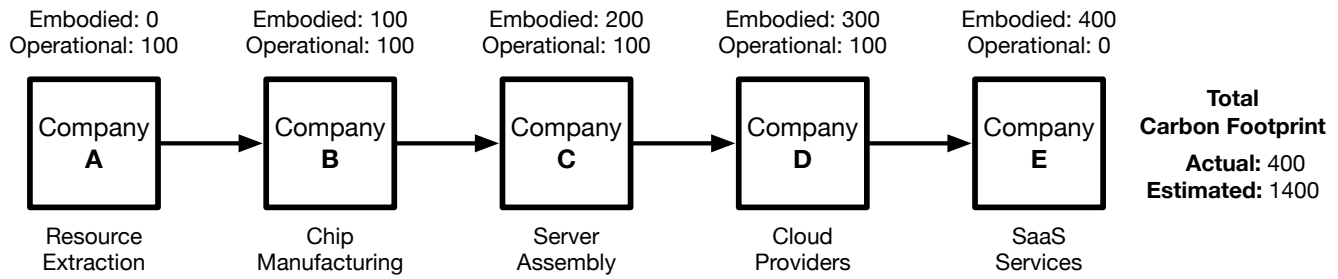 Embodied: 0
Operational: 100
Embodied: 100
Operational: 100
Embodied: 200
Operational: 100
Embodied: 300
Operational: 100
Embodied: 400
Operational: 0
Company
A
Company
B
Company
C
Company
D
Company
E
Total
Carbon Footprint
Actual: 400
Estimated: 1400
Resource
Extraction
Chip
Manufacturing
Server
Assembly
Cloud
Providers
SaaS
Services